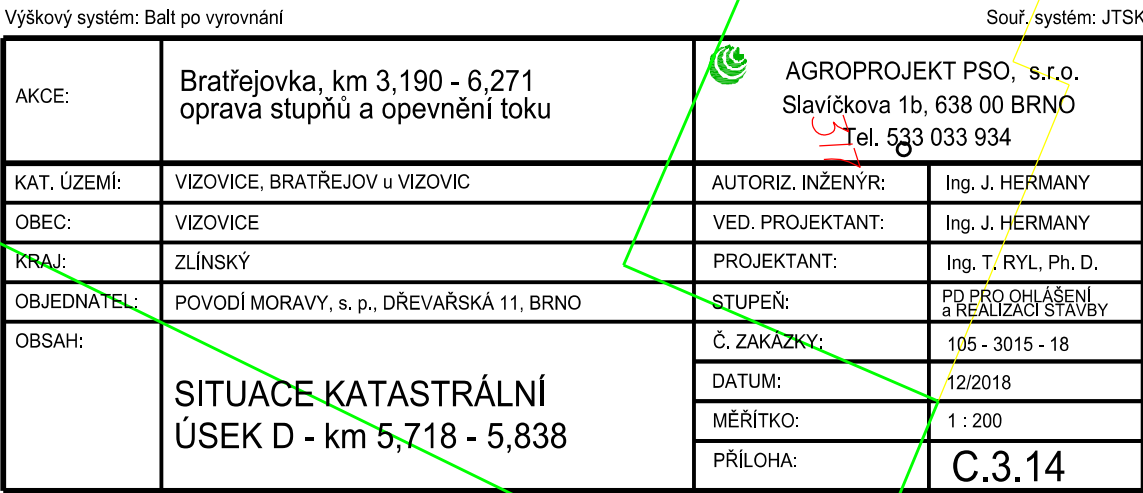 Výškový systém: Balt po vyrovnání
Souř. systém: JTSK
AKCE:
Bratřejovka, km 3,190 - 6,271
oprava stupňů a opevnění toku
AGROPROJEKT PSO, s.r.o.
Slavíčkova 1b, 638 00 BRNO
Tel. 533 033 934
317
KAT. ÚZEMÍ:
VIZOVICE, BRATŘEJOV u VIZOVIC
AUTORIZ. INŽENÝR:
Ing. J. HERMANY
OBEC:
VIZOVICE
VED. PROJEKTANT:
Ing. J. HERMANY
KRAJ:
ZLÍNSKÝ
PROJEKTANT:
Ing. T. RYL, Ph. D.
OBJEDNATEL:
POVODÍ MORAVY, s. p., DŘEVAŘSKÁ 11, BRNO
STUPEŇ:
PD PRO OHLÁŠENÍ
a REALIZACI STAVBY
OBSAH:
SITUACE KATASTRÁLNÍ
ÚSEK D - km 5,718 - 5,838
Č. ZAKÁZKY:
105 - 3015 - 18
DATUM:
12/2018
MĚŘÍTKO:
1 : 200
PŘÍLOHA:
C.3.14